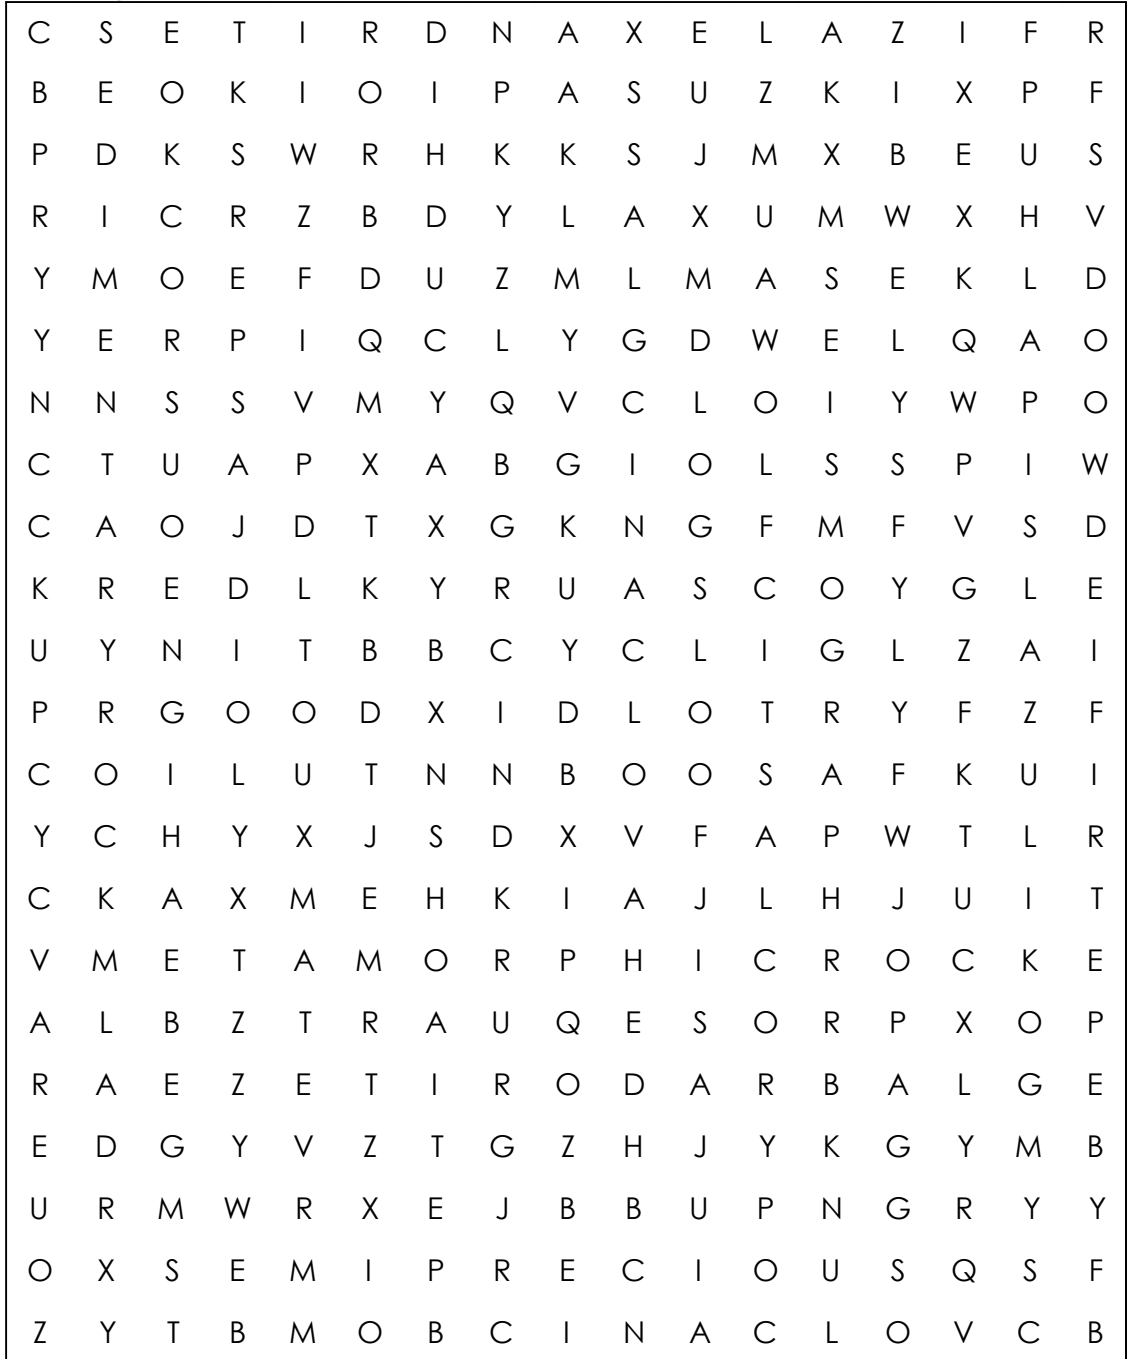 C S E T I R D N A X E L A Z I F R
B E O K I O I P A S U Z K I X P F
P D K S W R H K K S J M X B E U S
R I C R Z B D Y L A X U M W X H V
Y M O E F D U Z M L M A S E K L D
Y E R P I Q C L Y G D W E L Q A O
N N S S V M Y Q V C L O I Y W P O
C T U A P X A B G I O L S S P I W
C A O J D T X G K N G F M F V S D
K R E D L K Y R U A S C O Y G L E
U Y N I T B B C Y C L I G L Z A I
P R G O O D X I D L O T R Y F Z F
C O I L U T N N B O O S A F K U I
Y C H Y X J S D X V F A P W T L R
C K A X M E H K I A J L H J U I T
V M E T A M O R P H I C R O C K E
A L B Z T R A U Q E S O R P X O P
R A E Z E T I R O D A R B A L G E
E D G Y V Z T G Z H J Y K G Y M B
U R M W R X E J B B U P N G R Y Y
O X S E M I P R E C I O U S Q S F
Z Y T B M O B C I N A C L O V C B